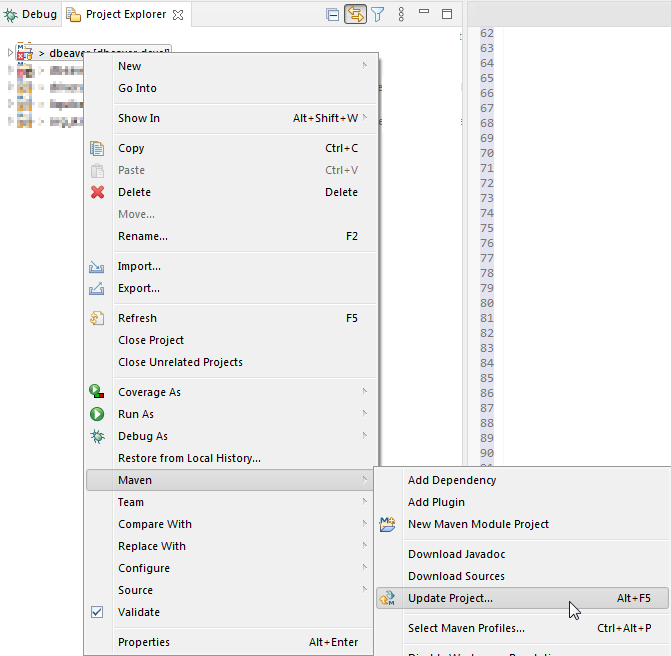 Debug Project Explorer
> dbeaver [dbeaver devel]
New
Go Into
Show In Alt+Shift+W
Copy Ctrl+C
Paste Ctrl+V
Delete Delete
Move...
Rename... F2
Import...
Export...
Refresh F5
Close Project
Close Unrelated Projects
Coverage As
Run As
Debug As
Restore from Local History...
Maven
Team
Compare With
Replace With
Configure
Source
Validate
Properties Alt+Enter
Add Dependency
Add Plugin
New Maven Module Project
Download Javadoc
Download Sources
Update Project... Alt+F5
Select Maven Profiles... Ctrl+Alt+P
62
63
64
65
66
67
68
69
70
71
72
73
74
75
76
77
78
79
80
81
82
83
84
85
86
87
88
89
90